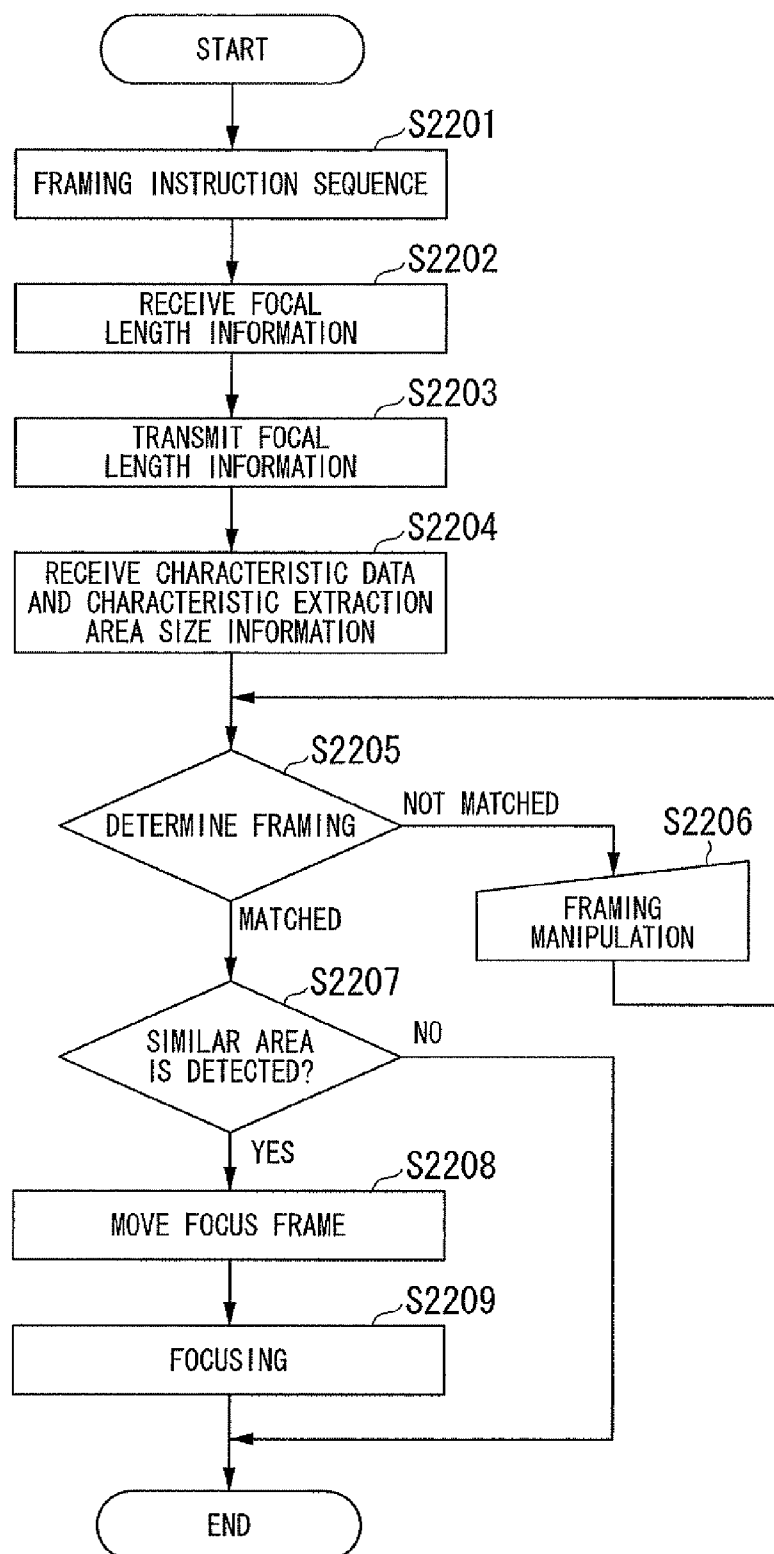 START
S2201
FRAMING INSTRUCTION SEQUENCE
S2202
RECEIVE FOCAL
LENGTH INFORMATION
S2203
TRANSMIT FOCAL
LENGTH INFORMATION
S2204
RECEIVE CHARACTERISTIC DATA
AND CHARACTERISTIC EXTRACTION
AREA SIZE INFORMATION
S2205
DETERMINE FRAMING
NOT MATCHED
S2206
FRAMING
MANIPULATION
MATCHED
S2207
SIMILAR AREA
IS DETECTED?
NO
YES
S2208
MOVE FOCUS FRAME
S2209
FOCUSING
END